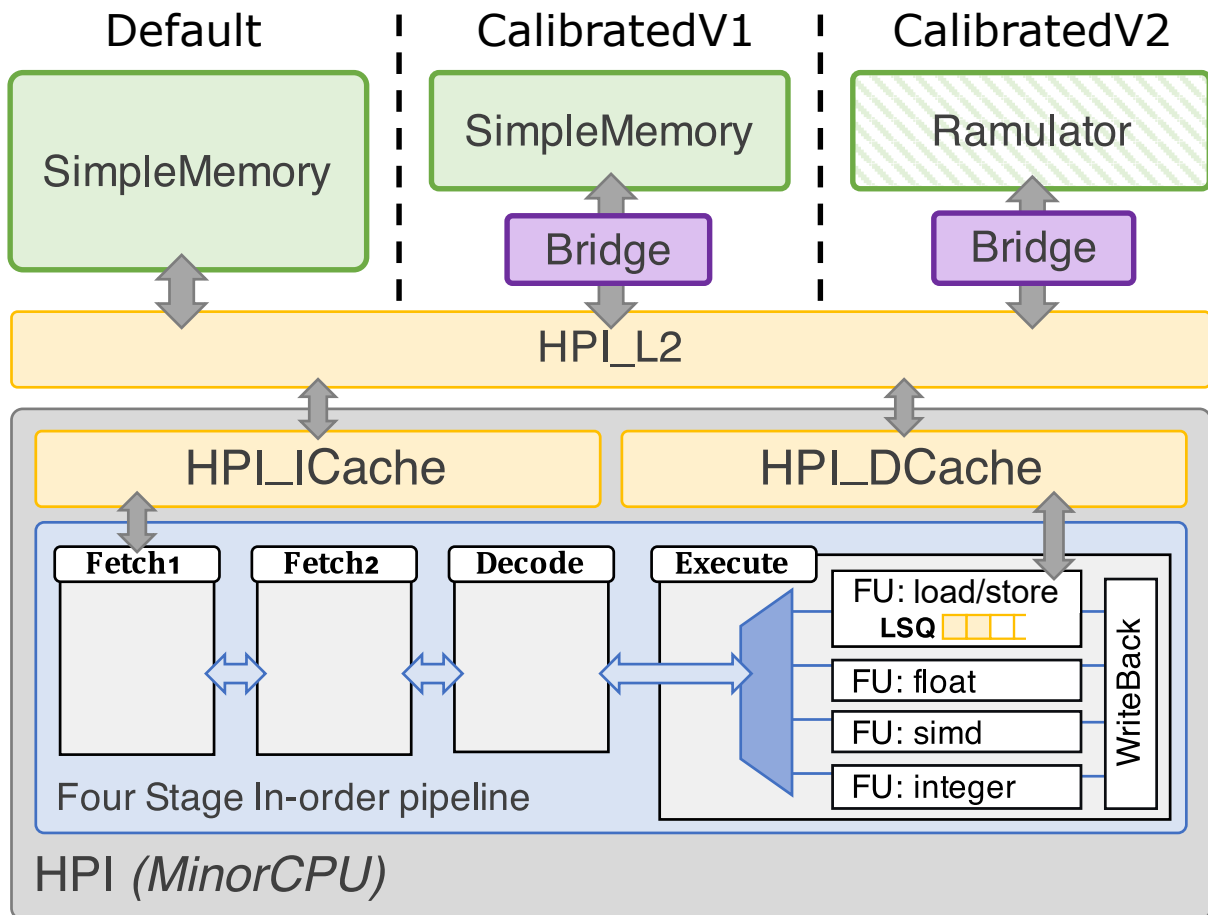 Default
CalibratedV1
CalibratedV2
SimpleMemory
SimpleMemory
Ramulator
Bridge
Bridge
HPI_L2
HPI_ICache
HPI_DCache
Fetch1
Fetch2
Decode
Execute
FU: load/store
LSQ
FU: float
FU: simd
FU: integer
WriteBack
Four Stage In-order pipeline
HPI (MinorCPU)